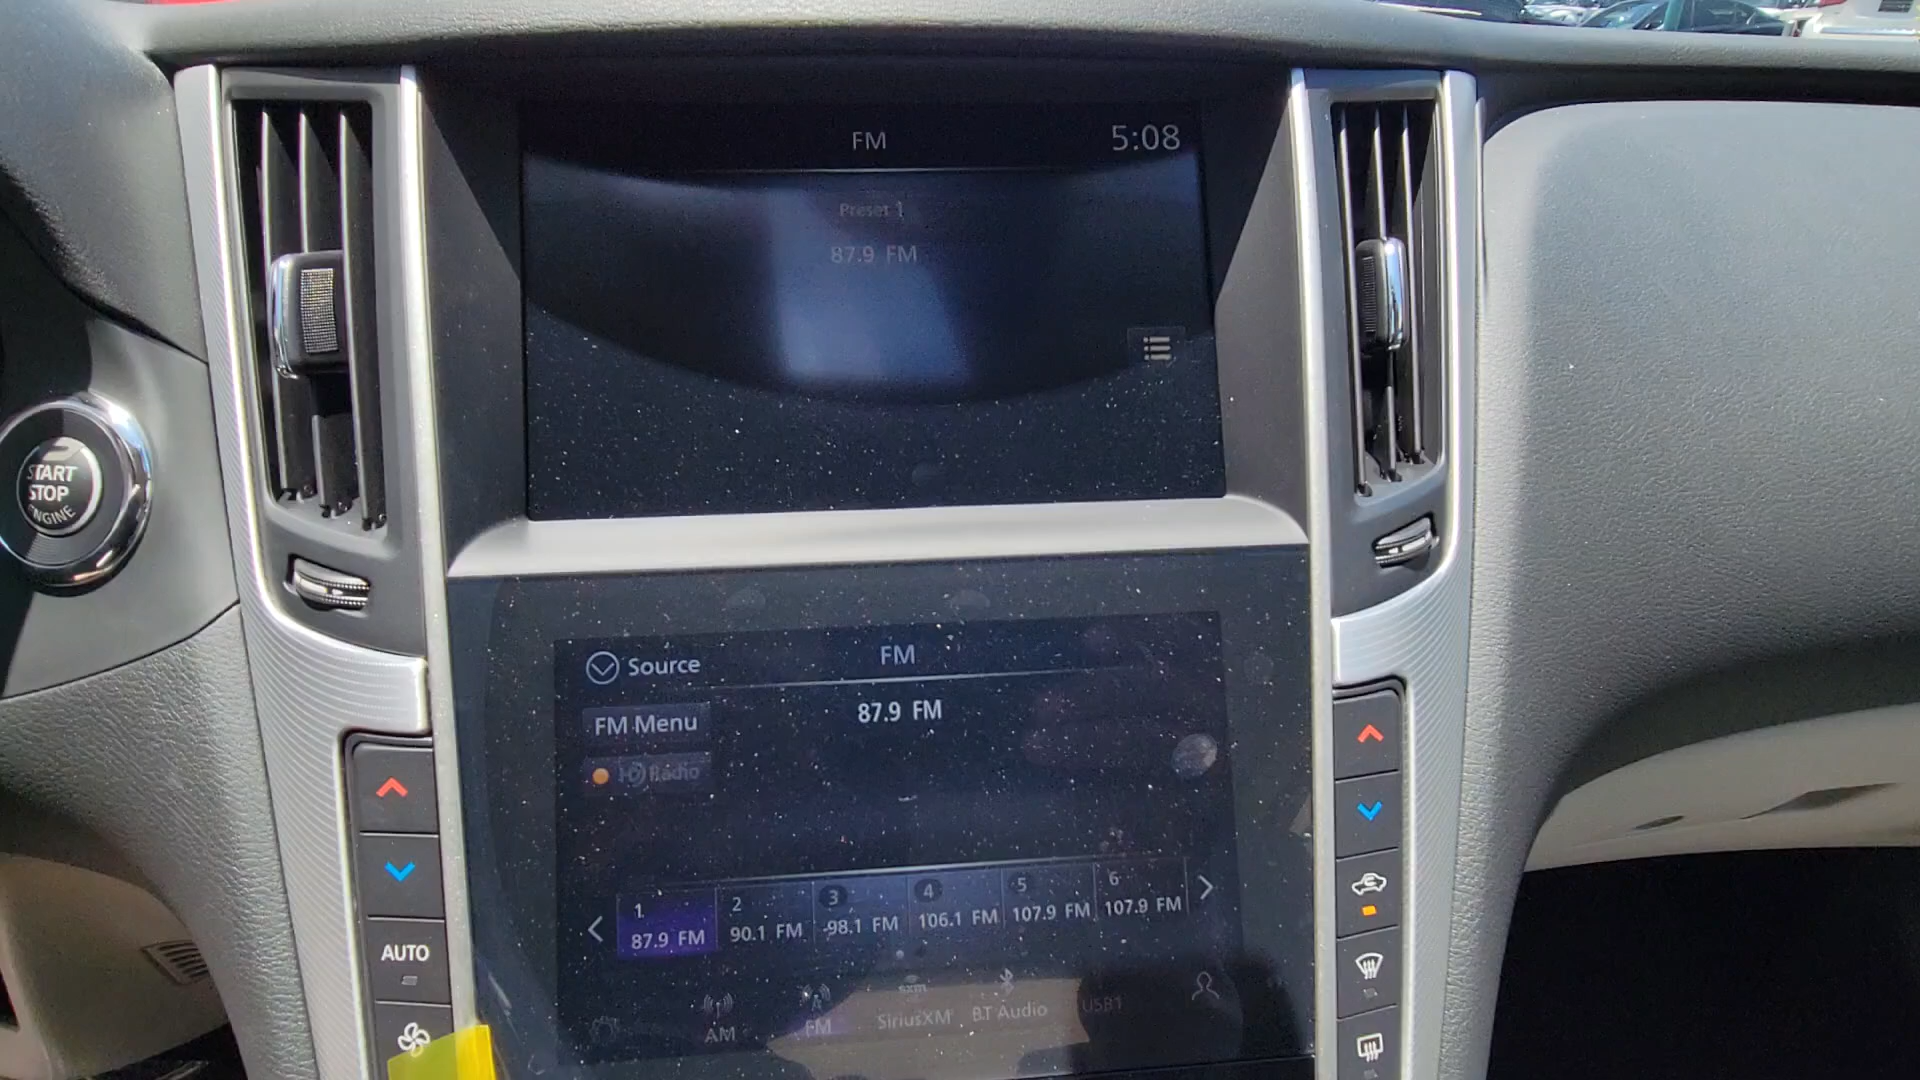 FM
5:08
Preset 1
87.9 FM
START
STOP
ENGINE
Source
FM
FM Menu
87.9 FM
HD Radio
1
87.9 FM
2
90.1 FM
3
98.1 FM
4
106.1 FM
5
107.9 FM
6
107.9 FM
AUTO
AM
FM
SiriusXM
BT Audio
USB1